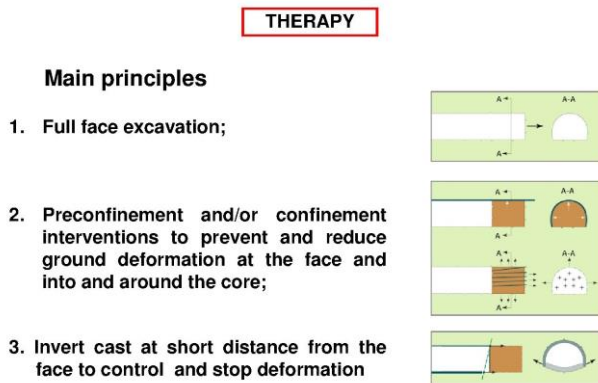 THERAPY
Main principles
1. Full face excavation;
A
A-A
A
2. Preconfinement and/or confinement
interventions to prevent and reduce
ground deformation at the face and
into and around the core;
A
A-A
A
A-A
A
3. Invert cast at short distance from the
face to control and stop deformation